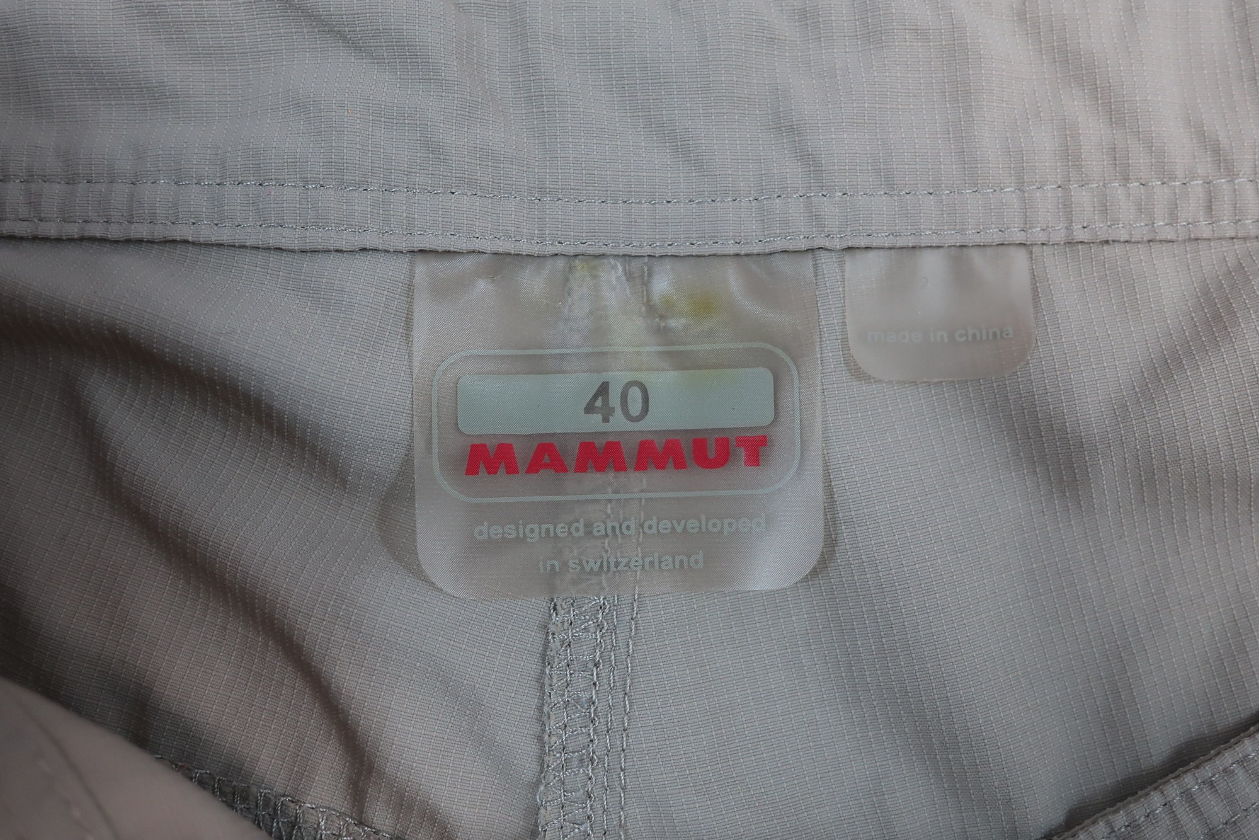 40
MAMMUT
designed and developed
in switzerland
made in china